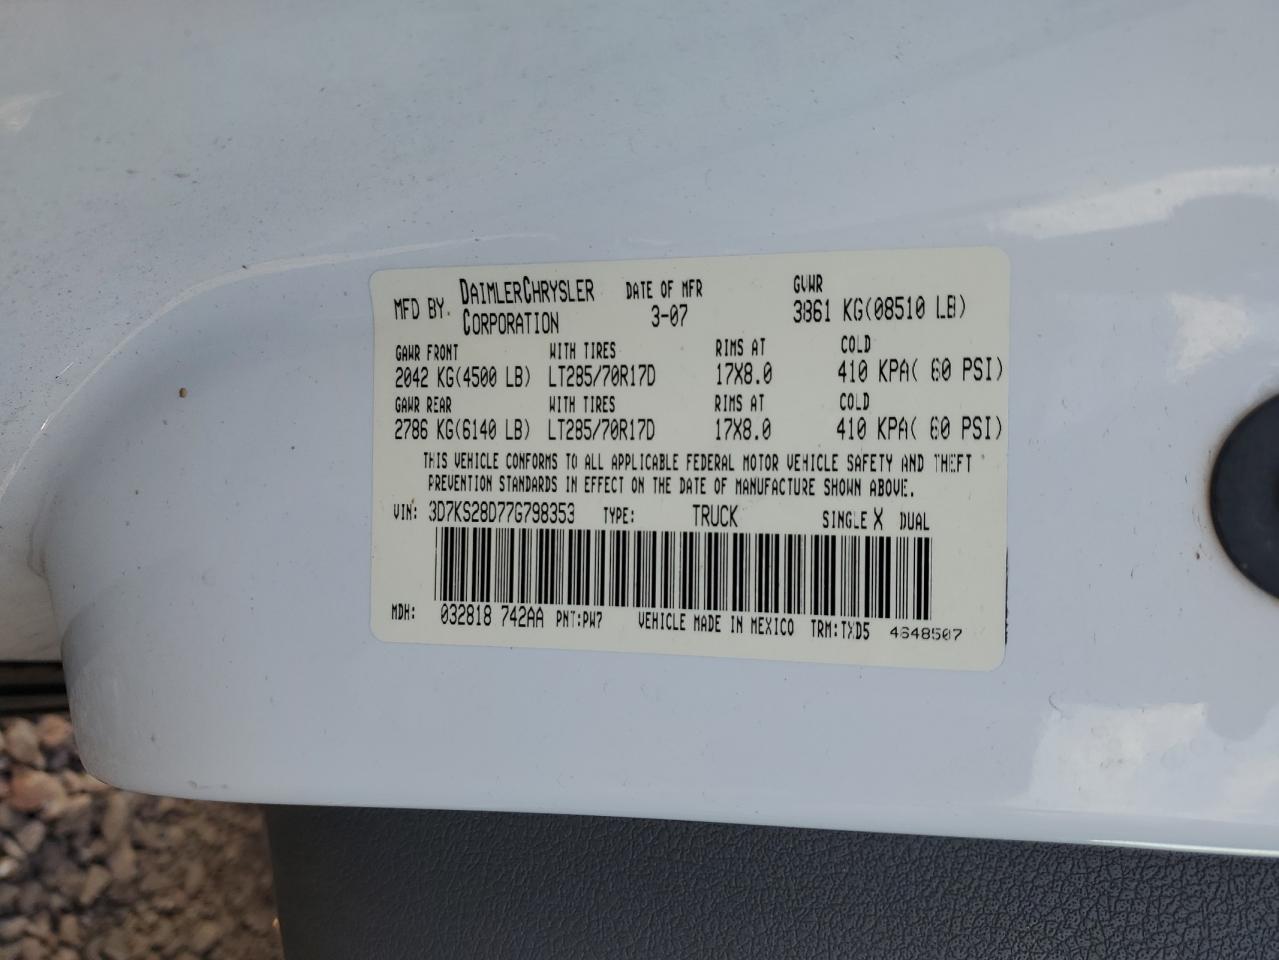 MFD BY DAIMLERCHRYSLER CORPORATION DATE OF MFR 3-07 GVWR 3861 KG(08510 LB)
GAWR FRONT WITH TIRES RIMS AT COLD
2042 KG(4500 LB) LT285/70R17D 17X8.0 410 KPA( 60 PSI)
GAWR REAR WITH TIRES RIMS AT COLD
2786 KG(6140 LB) LT285/70R17D 17X8.0 410 KPA( 60 PSI)
THIS VEHICLE CONFORMS TO ALL APPLICABLE FEDERAL MOTOR VEHICLE SAFETY AND THEFT
PREVENTION STANDARDS IN EFFECT ON THE DATE OF MANUFACTURE SHOWN ABOVE.
VIN: 3D7KS28D77G798353 TYPE: TRUCK SINGLE X DUAL
MDH: 032818 742AA PNT:PW7 VEHICLE MADE IN MEXICO TRM:TXD5 4648507